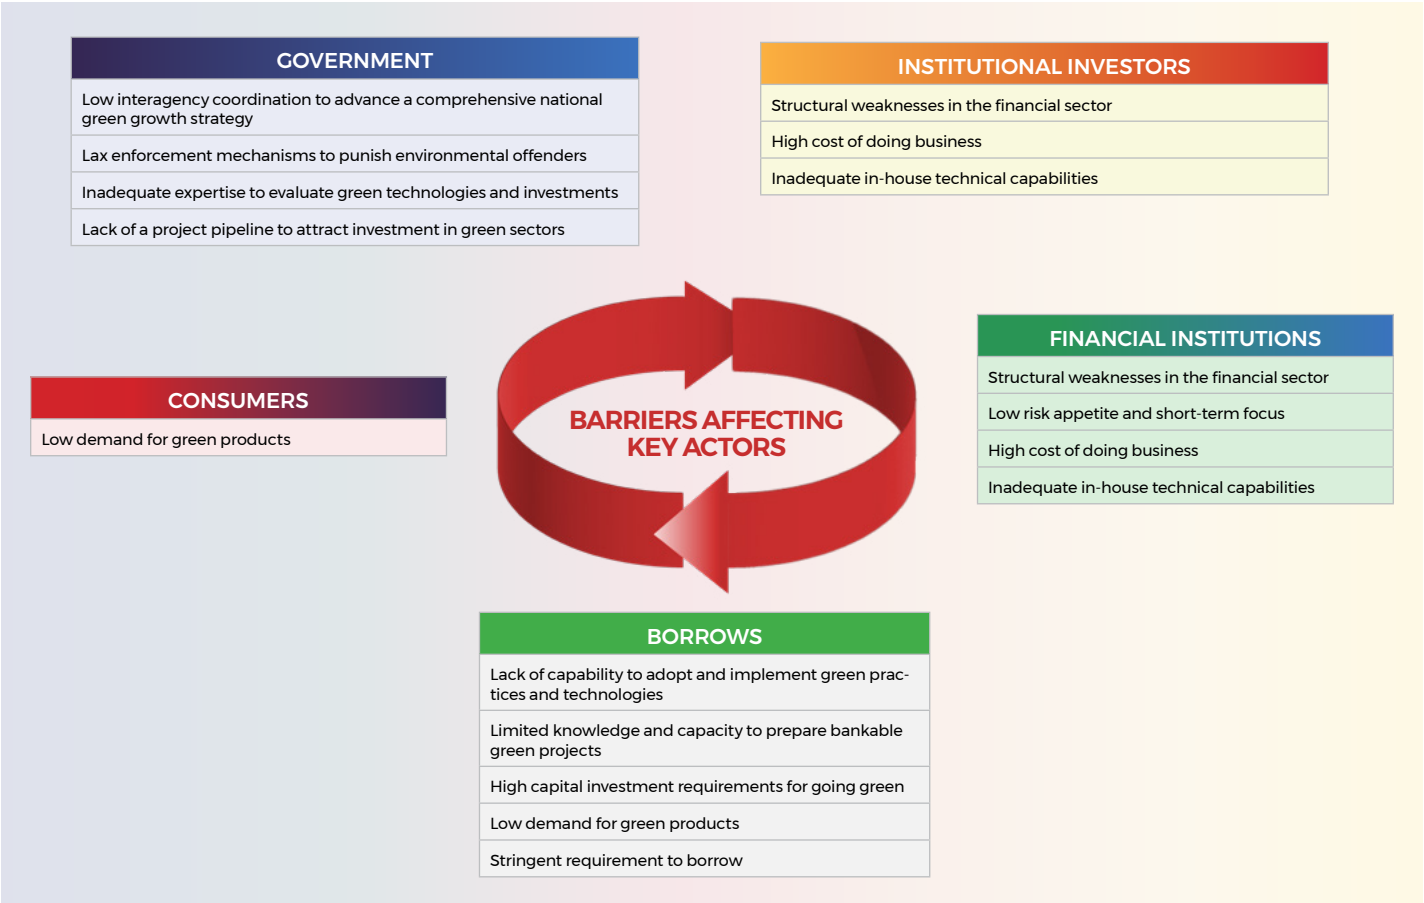 GOVERNMENT
Low interagency coordination to advance a comprehensive national
green growth strategy
Lax enforcement mechanisms to punish environmental offenders
Inadequate expertise to evaluate green technologies and investments
Lack of a project pipeline to attract investment in green sectors
INSTITUTIONAL INVESTORS
Structural weaknesses in the financial sector
High cost of doing business
Inadequate in-house technical capabilities
FINANCIAL INSTITUTIONS
Structural weaknesses in the financial sector
Low risk appetite and short-term focus
High cost of doing business
Inadequate in-house technical capabilities
CONSUMERS
Low demand for green products
BARRIERS AFFECTING
KEY ACTORS
BORROWS
Lack of capability to adopt and implement green prac-
tices and technologies
Limited knowledge and capacity to prepare bankable
green projects
High capital investment requirements for going green
Low demand for green products
Stringent requirement to borrow